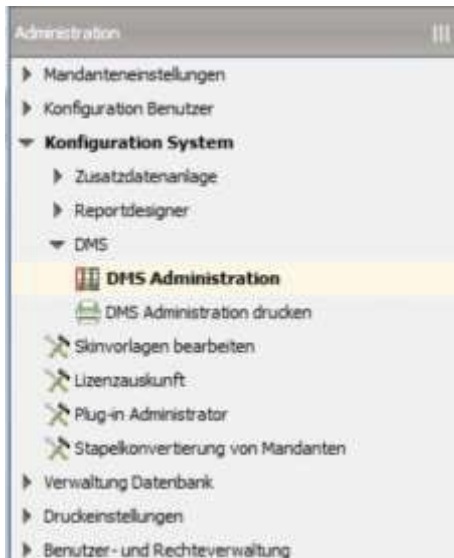 Administration
Mandanteneinstellungen
Konfiguration Benutzer
Konfiguration System
Zusatzdatenanlage
Reportdesigner
DMS
DMS Administration
DMS Administration drucken
Skinvorlagen bearbeiten
Lizenzauskunft
Plug-in Administrator
Stapelkonvertierung von Mandanten
Verwaltung Datenbank
Druckeinstellungen
Benutzer- und Rechteverwaltung